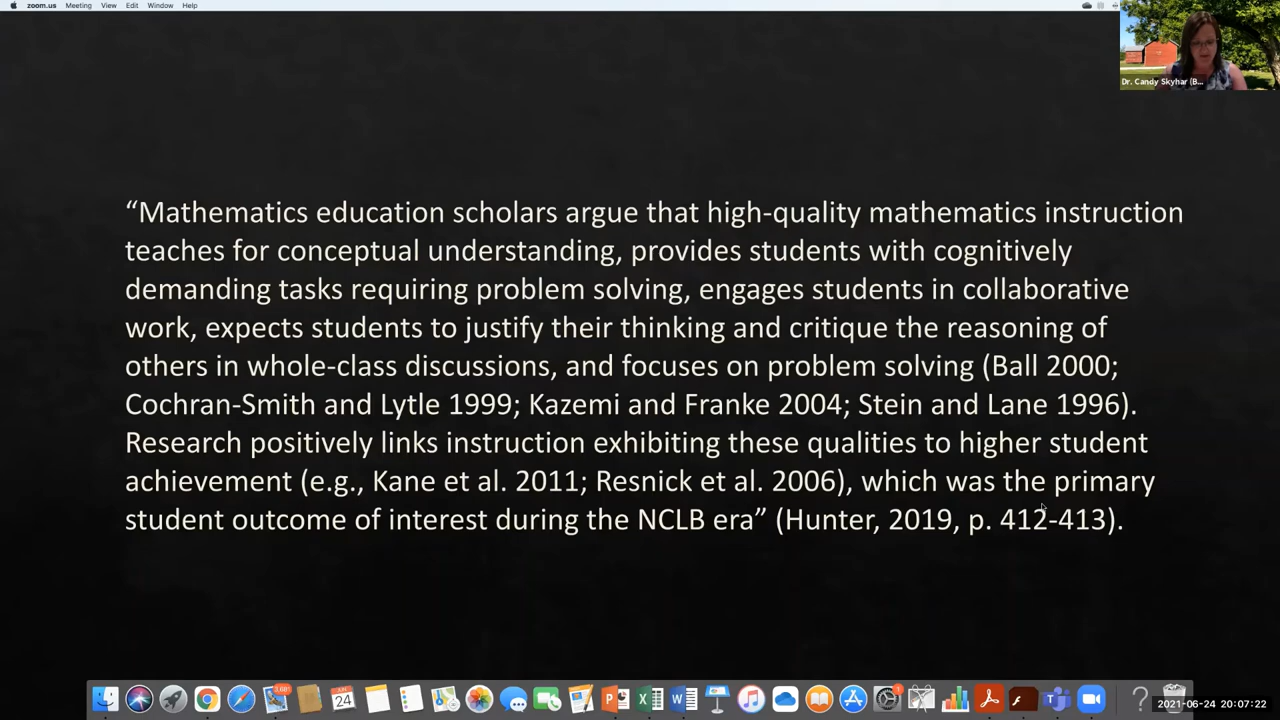 zoom.us Meeting View Edit Window Help
Dr. Candy Skyhar (B...
“Mathematics education scholars argue that high-quality mathematics instruction
teaches for conceptual understanding, provides students with cognitively
demanding tasks requiring problem solving, engages students in collaborative
work, expects students to justify their thinking and critique the reasoning of
others in whole-class discussions, and focuses on problem solving (Ball 2000;
Cochran-Smith and Lytle 1999; Kazemi and Franke 2004; Stein and Lane 1996).
Research positively links instruction exhibiting these qualities to higher student
achievement (e.g., Kane et al. 2011; Resnick et al. 2006), which was the primary
student outcome of interest during the NCLB era” (Hunter, 2019, p. 412-413).
24
2021-06-24 20:07:22